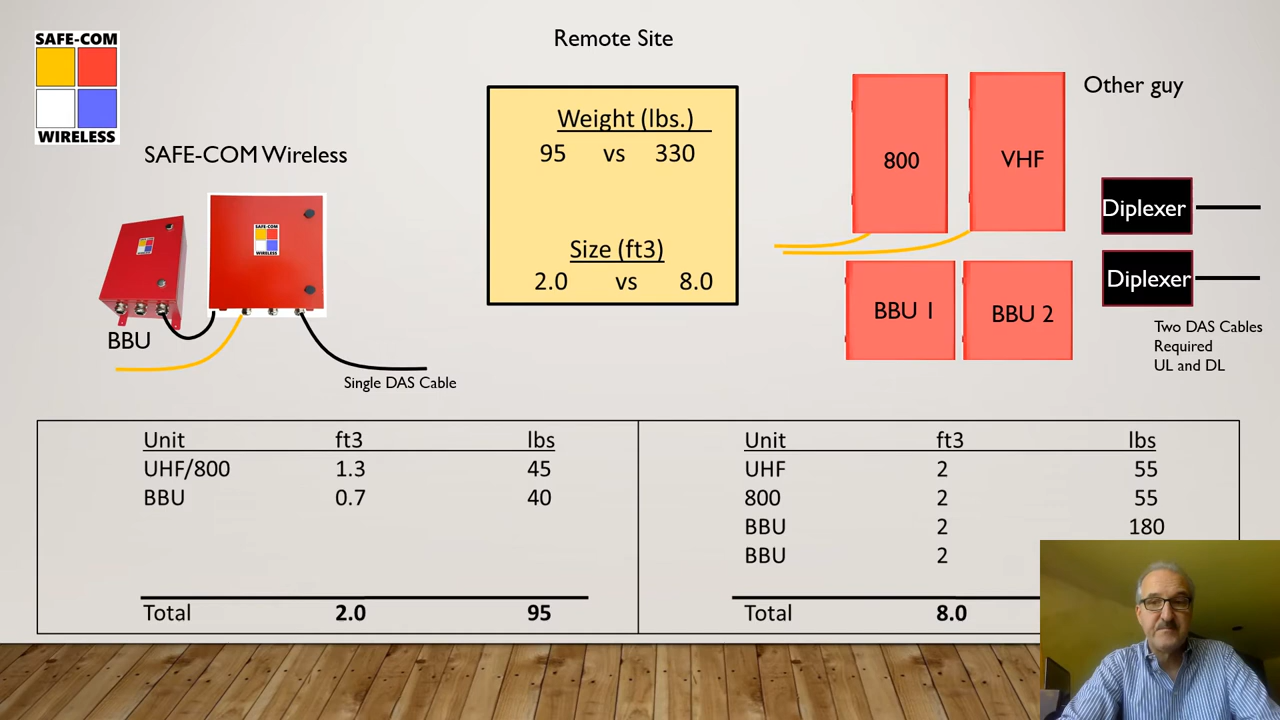 SAFE-COM
WIRELESS
Remote Site
Other guy
SAFE-COM Wireless
Weight (lbs.)
95 vs 330
Size (ft3)
2.0 vs 8.0
SAFE-COM
WIRELESS
BBU
Single DAS Cable
800
VHF
BBU 1
BBU 2
Diplexer
Diplexer
Two DAS Cables
Required
UL and DL
Unit ft3 lbs
UHF/800 1.3 45
BBU 0.7 40
Total 2.0 95
Unit ft3 lbs
UHF 2 55
800 2 55
BBU 2 180
BBU 2
Total 8.0